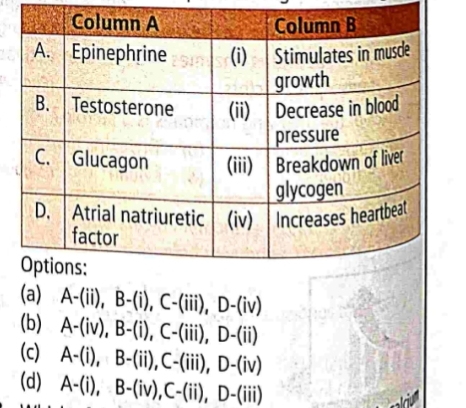 Column A Column B
A. Epinephrine (i) Stimulates in muscle
growth
B. Testosterone (ii) Decrease in blood
pressure
C. Glucagon (iii) Breakdown of liver
glycogen
D. Atrial natriuretic (iv) Increases heartbeat
factor
Options:
(a) A-(ii), B-(i), C-(iii), D-(iv)
(b) A-(iv), B-(i), C-(iii), D-(ii)
(c) A-(i), B-(ii), C-(iii), D-(iv)
(d) A-(i), B-(iv), C-(ii), D-(iii)
calcium